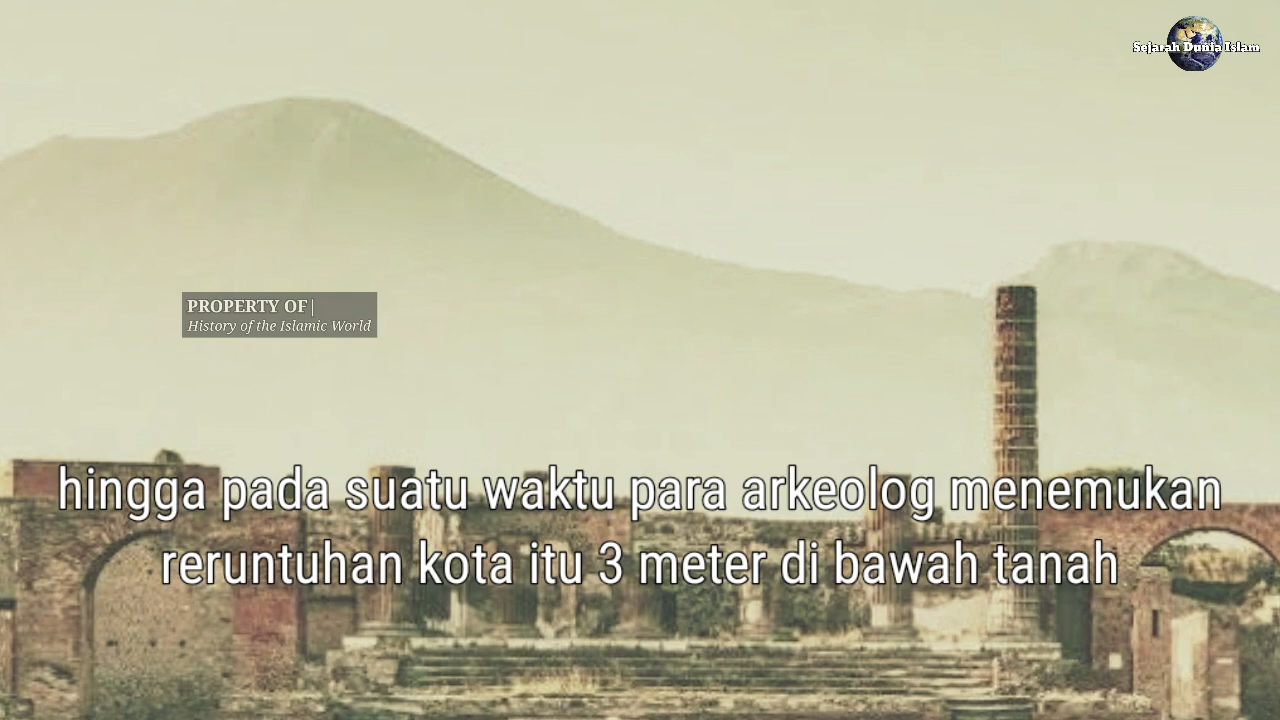 Sejarah Dunia Islam
PROPERTY OF|
History of the Islamic World
hingga pada suatu waktu para arkeolog menemukan
reruntuhan kota itu 3 meter di bawah tanah